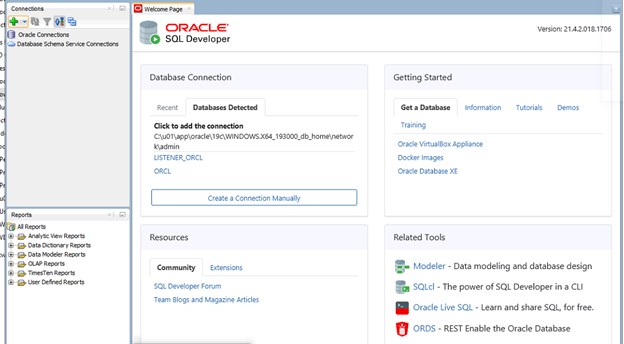 Connections
Oracle Connections
Database Schema Service Connections
Reports
All Reports
Analytic View Reports
Data Dictionary Reports
Data Modeler Reports
OLAP Reports
TimesTen Reports
User Defined Reports
Welcome Page
ORACLE
SQL Developer
Version: 21.4.2.018.1706
Database Connection
Recent Databases Detected
Click to add the connection
C:\u01\app\oracle\19c\WINDOWS.X64_193000_db_home\networ
k\admin
LISTENER_ORCL
ORCL
Create a Connection Manually
Getting Started
Get a Database Information Tutorials Demos
Training
Oracle VirtualBox Appliance
Docker Images
Oracle Database XE
Resources
Community Extensions
SQL Developer Forum
Team Blogs and Magazine Articles
Related Tools
Modeler - Data modeling and database design
SQLcl - The power of SQL Developer in a CLI
Oracle Live SQL - Learn and share SQL, for free.
ORDS - REST Enable the Oracle Database